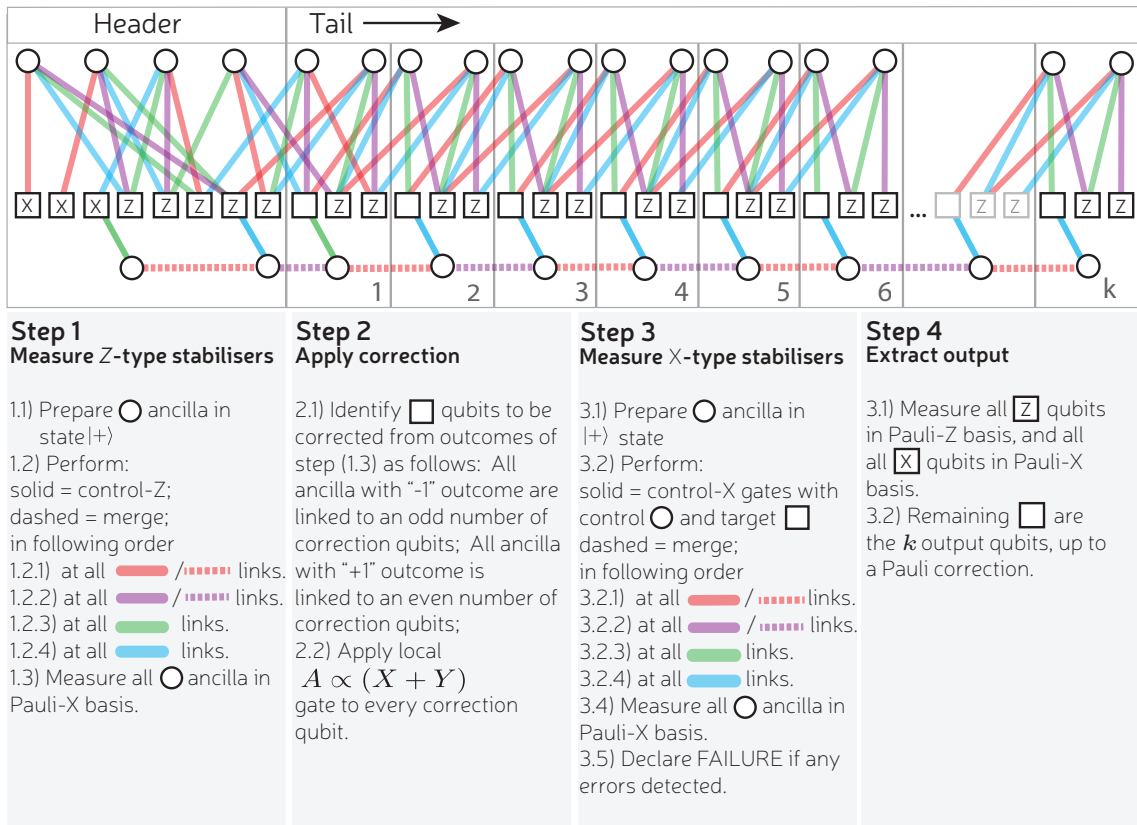 Header
Tail
X X X Z Z Z Z Z Z Z Z Z Z Z Z Z Z Z Z Z ... Z Z Z Z
1 2 3 4 5 6 k
Step 1
Measure Z-type stabilisers
1.1) Prepare ancilla in
state |+⟩
1.2) Perform:
solid = control-Z;
dashed = merge;
in following order
1.2.1) at all / links.
1.2.2) at all / links.
1.2.3) at all links.
1.2.4) at all links.
1.3) Measure all ancilla in
Pauli-X basis.
Step 2
Apply correction
2.1) Identify qubits to be
corrected from outcomes of
step (1.3) as follows: All
ancilla with "-1" outcome are
linked to an odd number of
correction qubits; All ancilla
with "+1" outcome is
linked to an even number of
correction qubits;
2.2) Apply local
A ∝ (X + Y)
gate to every correction
qubit.
Step 3
Measure X-type stabilisers
3.1) Prepare ancilla in
|+⟩ state
3.2) Perform:
solid = control-X gates with
control and target
dashed = merge;
in following order
3.2.1) at all / links.
3.2.2) at all / links.
3.2.3) at all links.
3.2.4) at all links.
3.4) Measure all ancilla in
Pauli-X basis.
3.5) Declare FAILURE if any
errors detected.
Step 4
Extract output
3.1) Measure all Z qubits
in Pauli-Z basis, and all
all X qubits in Pauli-X
basis.
3.2) Remaining are
the k output qubits, up to
a Pauli correction.